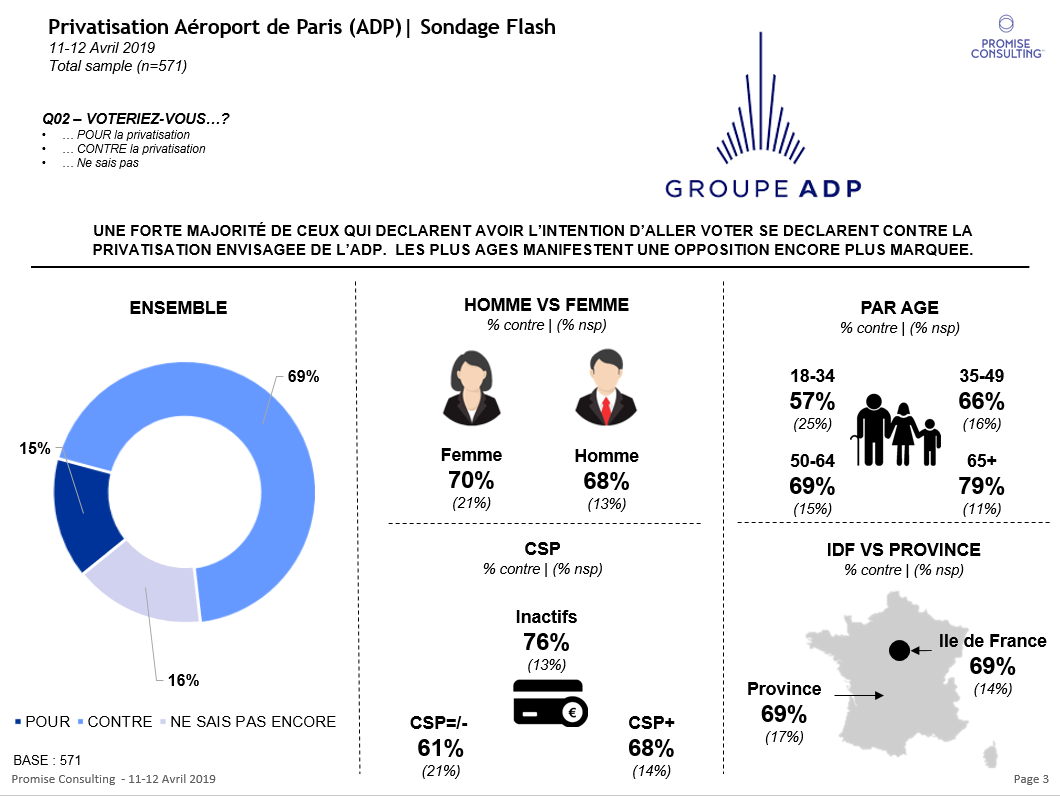 Privatisation Aéroport de Paris (ADP)| Sondage Flash
11-12 Avril 2019
Total sample (n=571)
PROMISE
CONSULTING
Q02 – VOTERIEZ-VOUS…?
• … POUR la privatisation
• … CONTRE la privatisation
• … Ne sais pas
GROUPE ADP
UNE FORTE MAJORITÉ DE CEUX QUI DECLARENT AVOIR L’INTENTION D’ALLER VOTER SE DECLARENT CONTRE LA
PRIVATISATION ENVISAGEE DE L’ADP. LES PLUS AGES MANIFESTENT UNE OPPOSITION ENCORE PLUS MARQUEE.
ENSEMBLE
69%
15%
16%
POUR CONTRE NE SAIS PAS ENCORE
BASE : 571
HOMME VS FEMME
% contre | (% nsp)
Femme
70%
(21%)
Homme
68%
(13%)
CSP
% contre | (% nsp)
Inactifs
76%
(13%)
€
CSP=/-
61%
(21%)
CSP+
68%
(14%)
PAR AGE
% contre | (% nsp)
18-34
57%
(25%)
35-49
66%
(16%)
50-64
69%
(15%)
65+
79%
(11%)
IDF VS PROVINCE
% contre | (% nsp)
Ile de France
69%
(14%)
Province
69%
(17%)
Promise Consulting - 11-12 Avril 2019
Page 3